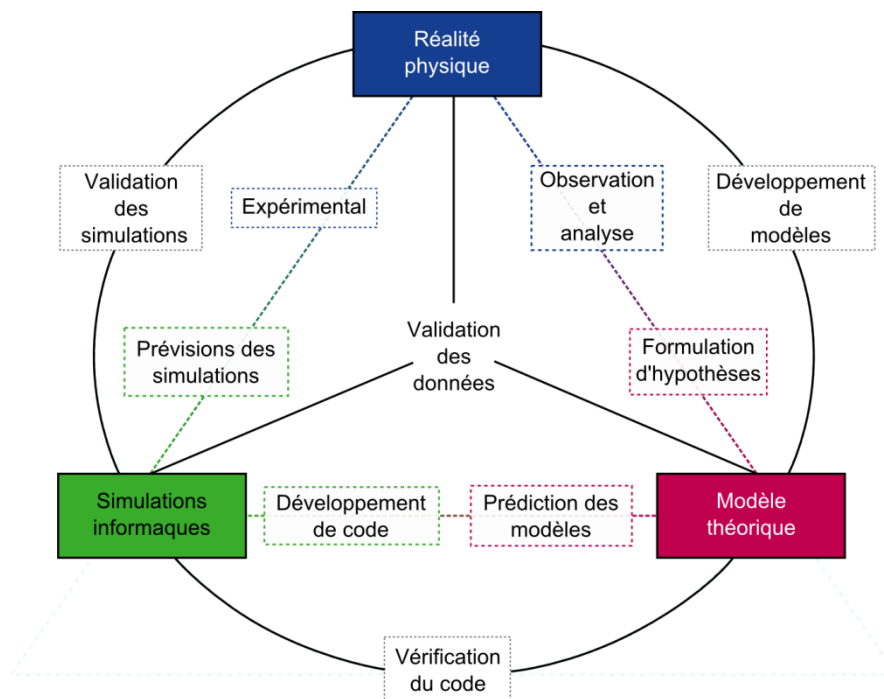 Réalité
physique
Validation
des
simulations
Expérimental
Observation
et
analyse
Développement
de
modèles
Prévisions des
simulations
Validation
des
données
Formulation
d'hypothèses
Simulations
informaques
Développement
de code
Prédiction des
modèles
Modèle
théorique
Vérification
du code